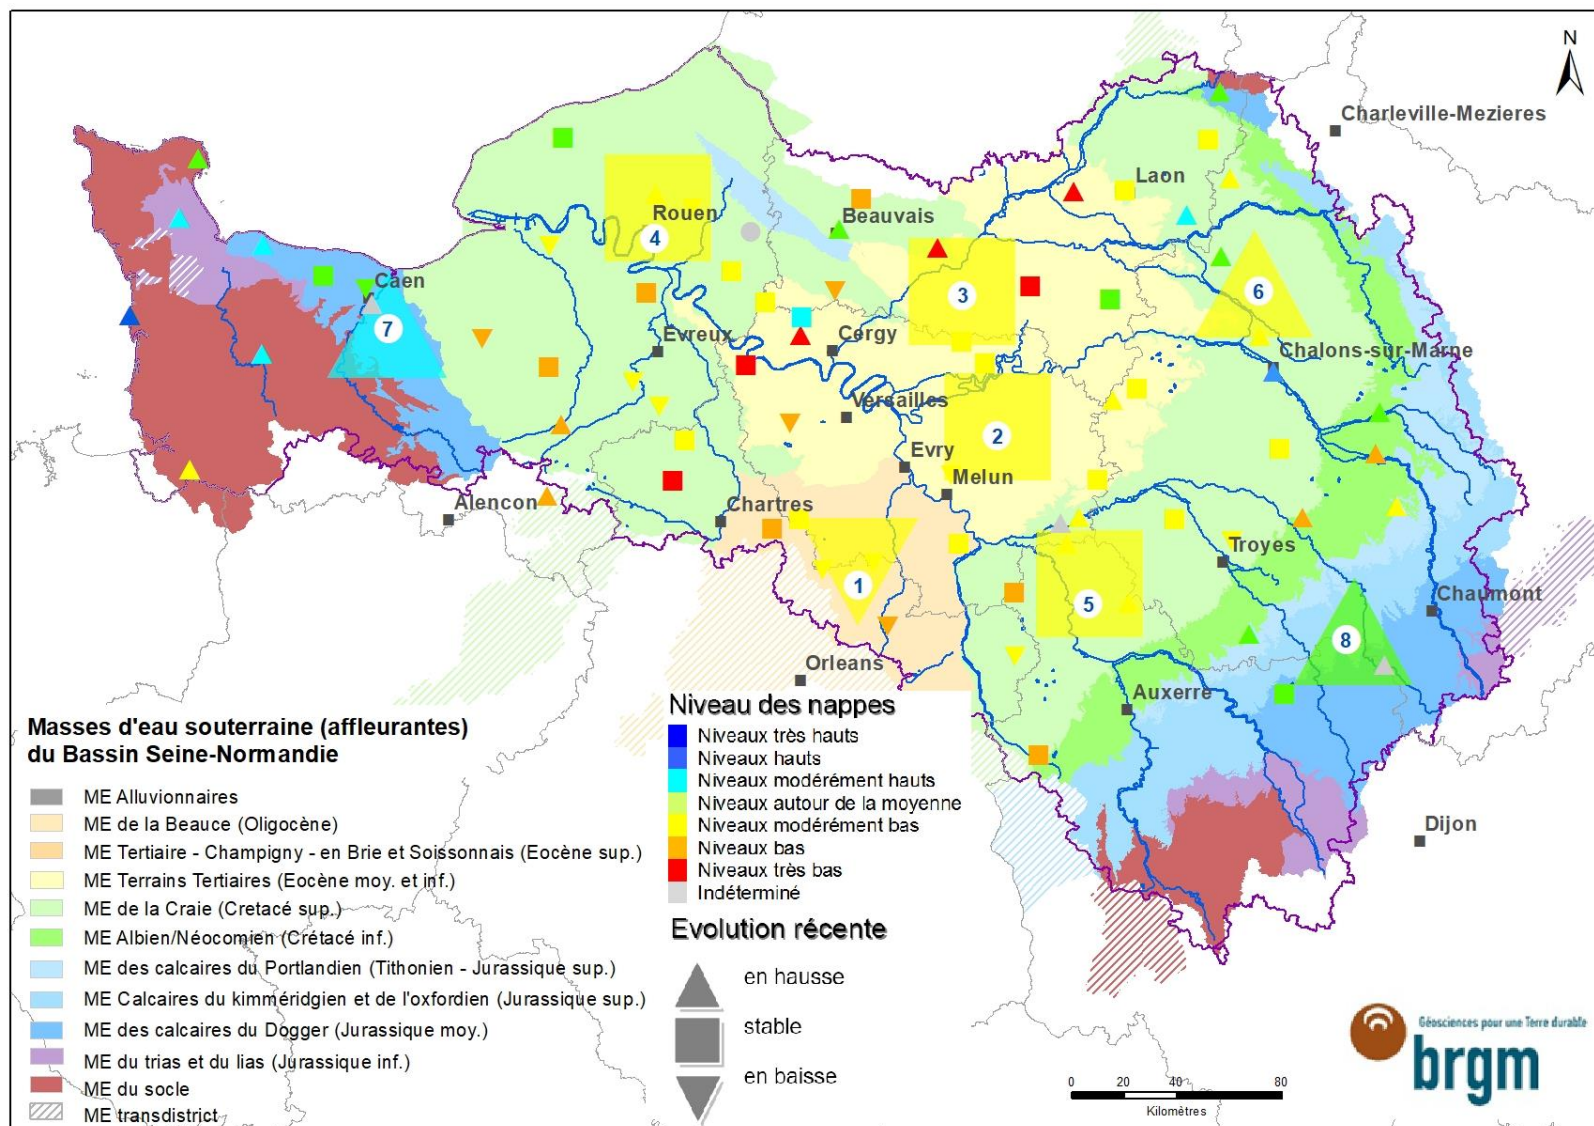 N
Charleville-Mezieres
Laon
Beauvais
Rouen
4
3
6
Caen
7
Cergy
Evreux
Chalons-sur-Marne
Versailles
2
Evry
Melun
Alencon
Chartres
Troyes
1
5
Chaumont
8
Orleans
Auxerre
Dijon
Masses d'eau souterraine (affleurantes)
du Bassin Seine-Normandie
ME Alluvionnaires
ME de la Beauce (Oligocène)
ME Tertiaire - Champigny - en Brie et Soissonnais (Eocène sup.)
ME Terrains Tertiaires (Eocène moy. et inf.)
ME de la Craie (Cretacé sup.)
ME Albien/Néocomien (Crétacé inf.)
ME des calcaires du Portlandien (Tithonien - Jurassique sup.)
ME Calcaires du kimméridgien et de l'oxfordien (Jurassique sup.)
ME des calcaires du Dogger (Jurassique moy.)
ME du trias et du lias (Jurassique inf.)
ME du socle
ME transdistrict
Niveau des nappes
Niveaux très hauts
Niveaux hauts
Niveaux modérément hauts
Niveaux autour de la moyenne
Niveaux modérément bas
Niveaux bas
Niveaux très bas
Indéterminé
Evolution récente
en hausse
stable
en baisse
0 20 40 80
Kilomètres
Géosciences pour une Terre durable
brgm